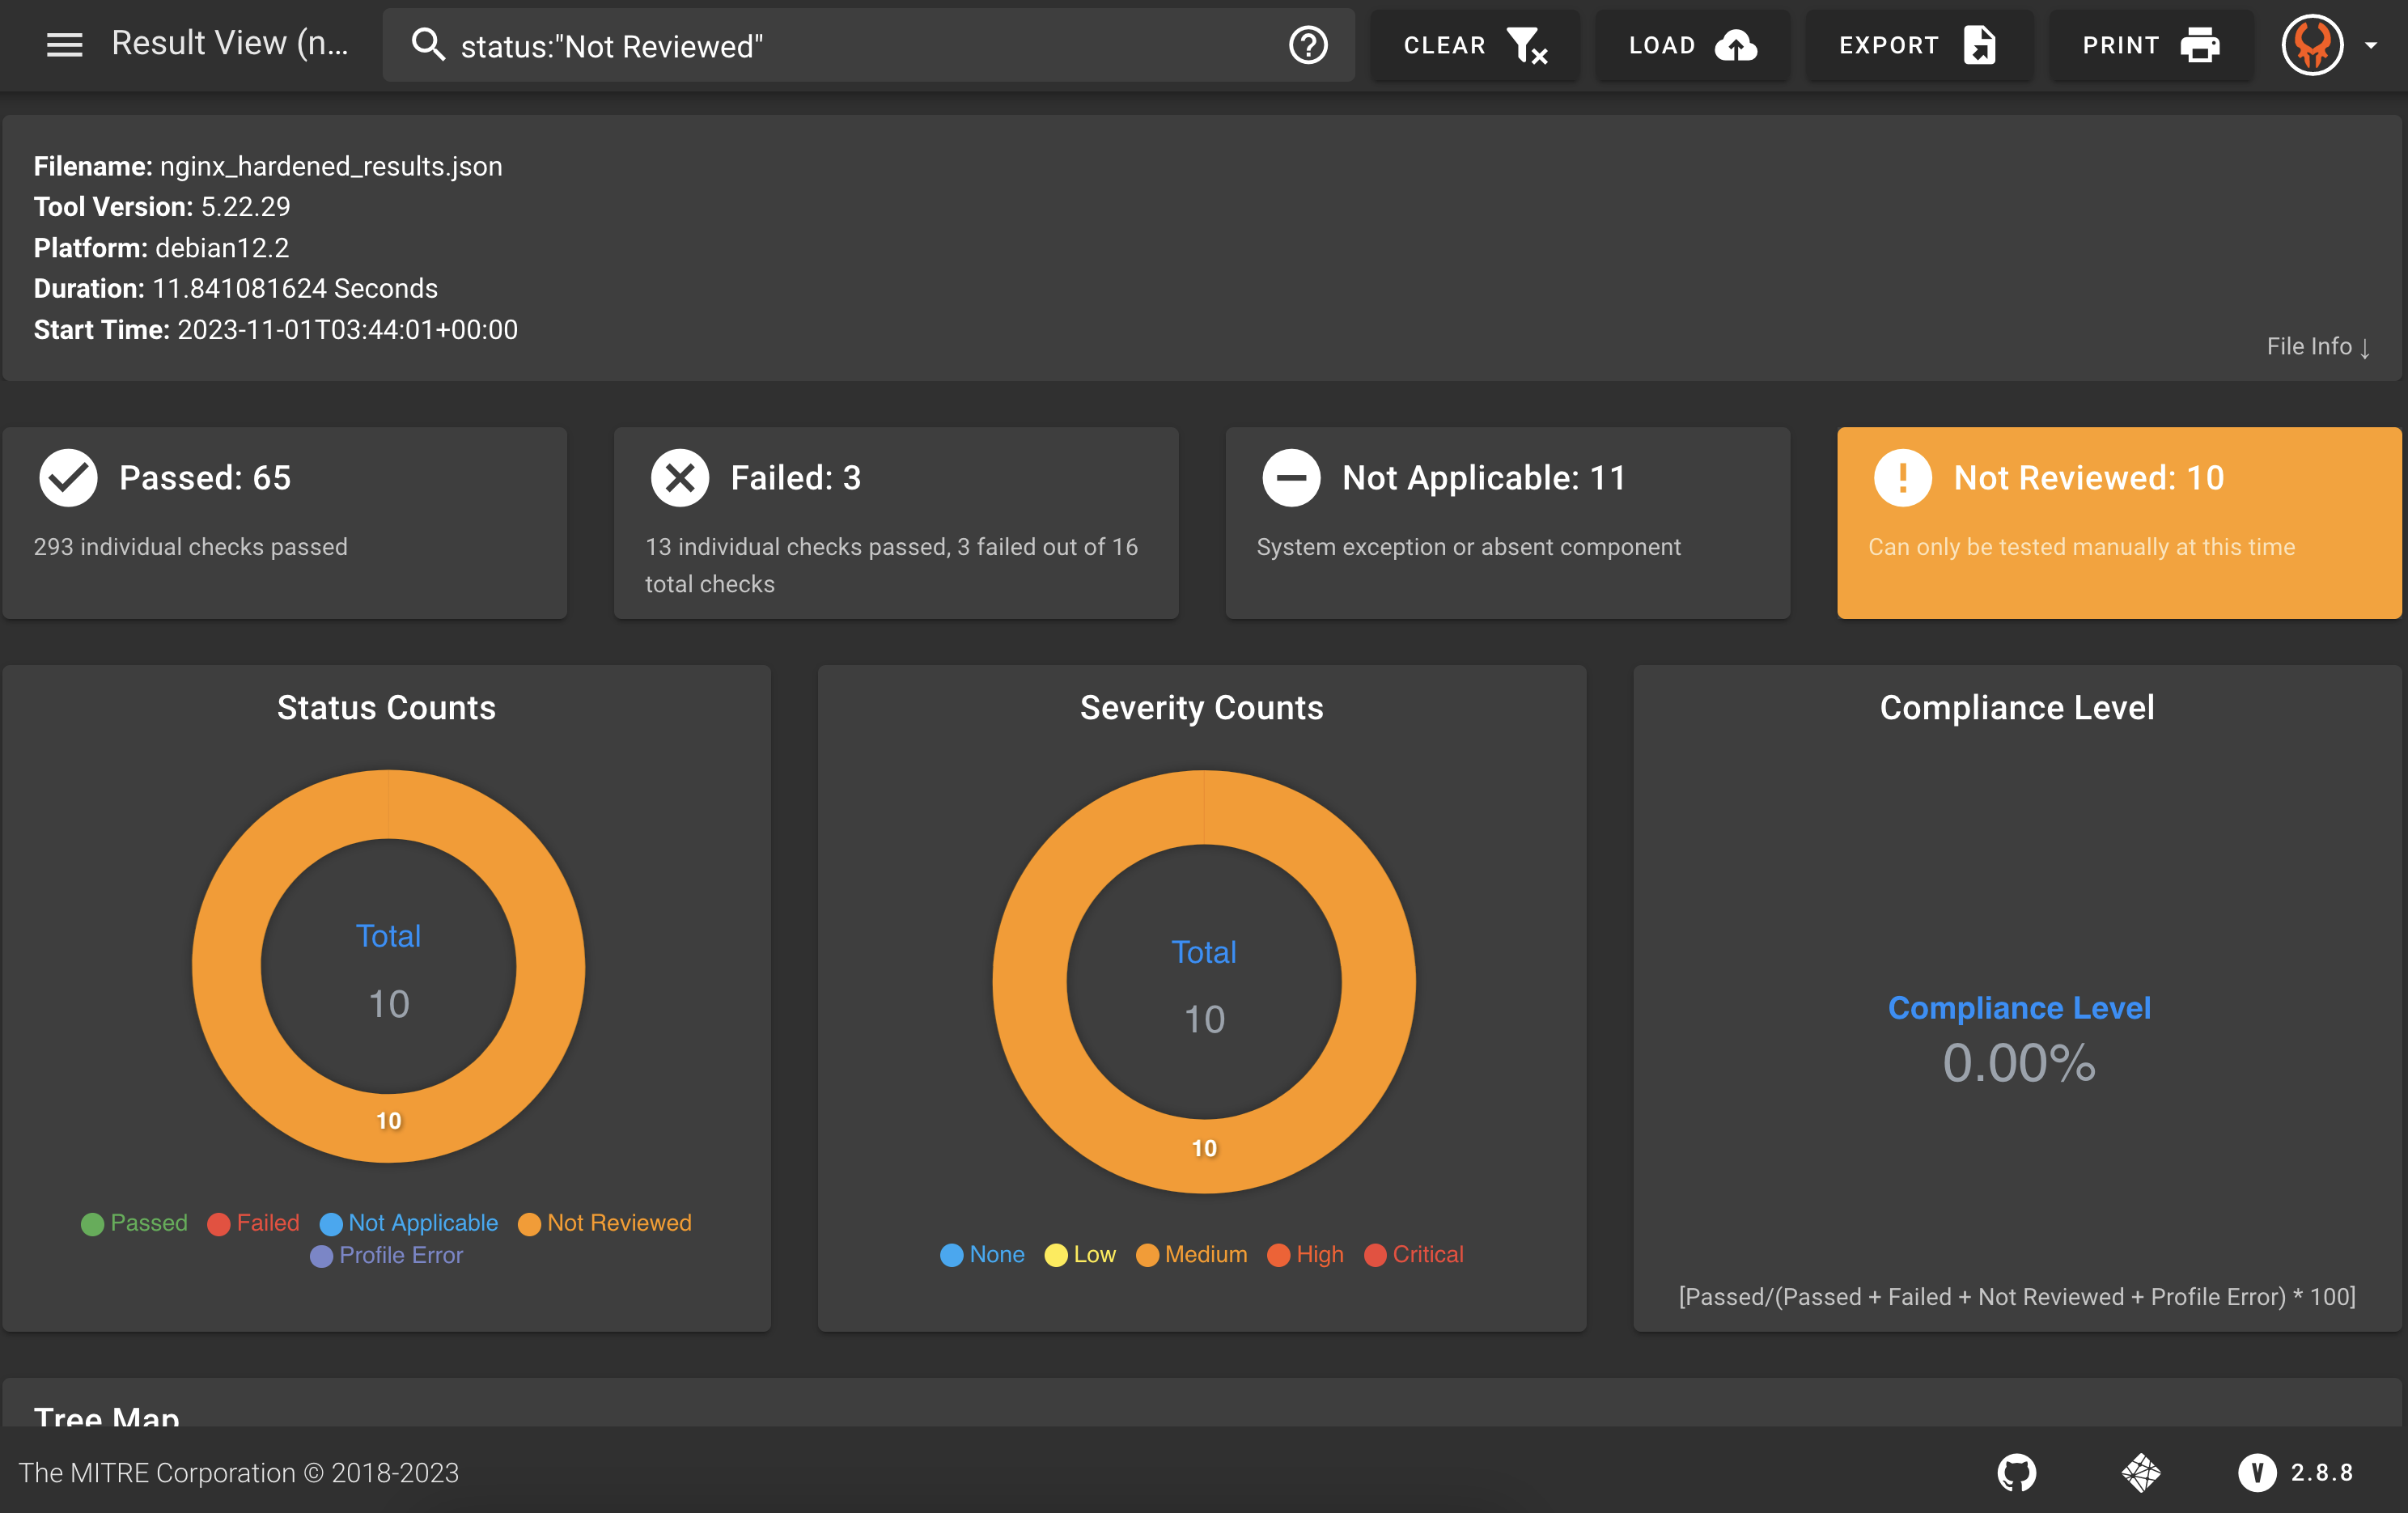 Result View (n...
status:"Not Reviewed"
CLEAR
LOAD
EXPORT
PRINT
Filename: nginx_hardened_results.json
Tool Version: 5.22.29
Platform: debian12.2
Duration: 11.841081624 Seconds
Start Time: 2023-11-01T03:44:01+00:00
File Info ↓
Passed: 65
293 individual checks passed
Failed: 3
13 individual checks passed, 3 failed out of 16
total checks
Not Applicable: 11
System exception or absent component
Not Reviewed: 10
Can only be tested manually at this time
Status Counts
Total
10
10
Passed
Failed
Not Applicable
Not Reviewed
Profile Error
Severity Counts
Total
10
10
None
Low
Medium
High
Critical
Compliance Level
Compliance Level
0.00%
[Passed/(Passed + Failed + Not Reviewed + Profile Error) * 100]
Tree Map
The MITRE Corporation © 2018-2023
V
2.8.8